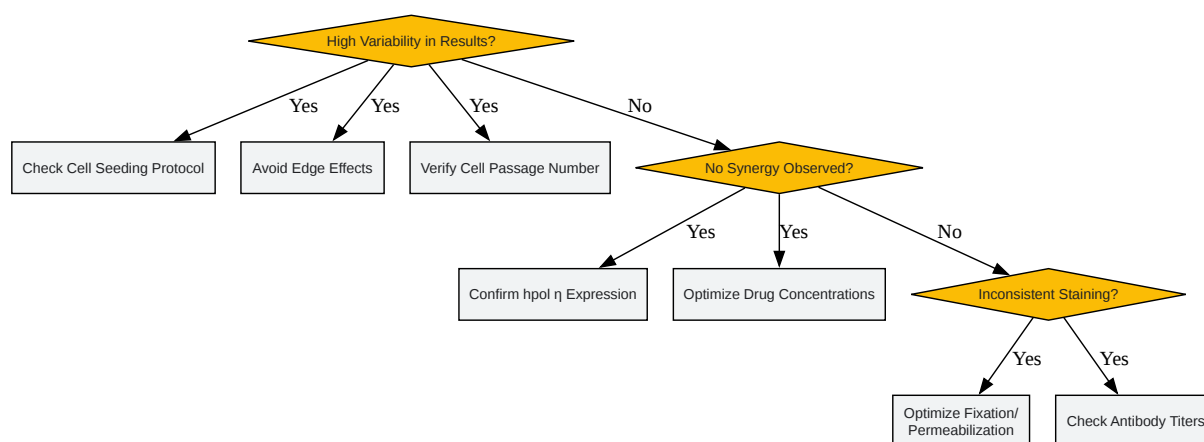 High Variability in Results?
Yes
Yes
Yes
No
Check Cell Seeding Protocol
Avoid Edge Effects
Verify Cell Passage Number
No Synergy Observed?
Yes
Yes
No
Confirm hpol η Expression
Optimize Drug Concentrations
Inconsistent Staining?
Yes
Yes
Optimize Fixation/
Permeabilization
Check Antibody Titers